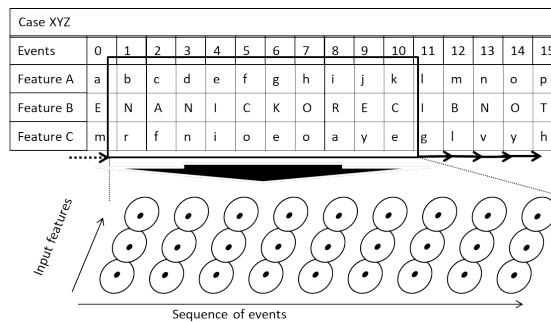 Case XYZ
Events 0 1 2 3 4 5 6 7 8 9 10 11 12 13 14 15
Feature A a b c d e f g h i j k l m n o p
Feature B E N A N I C K O R E C I B N O T
Feature C m r f n i o e o a y e g l v y h
Input features
Sequence of events